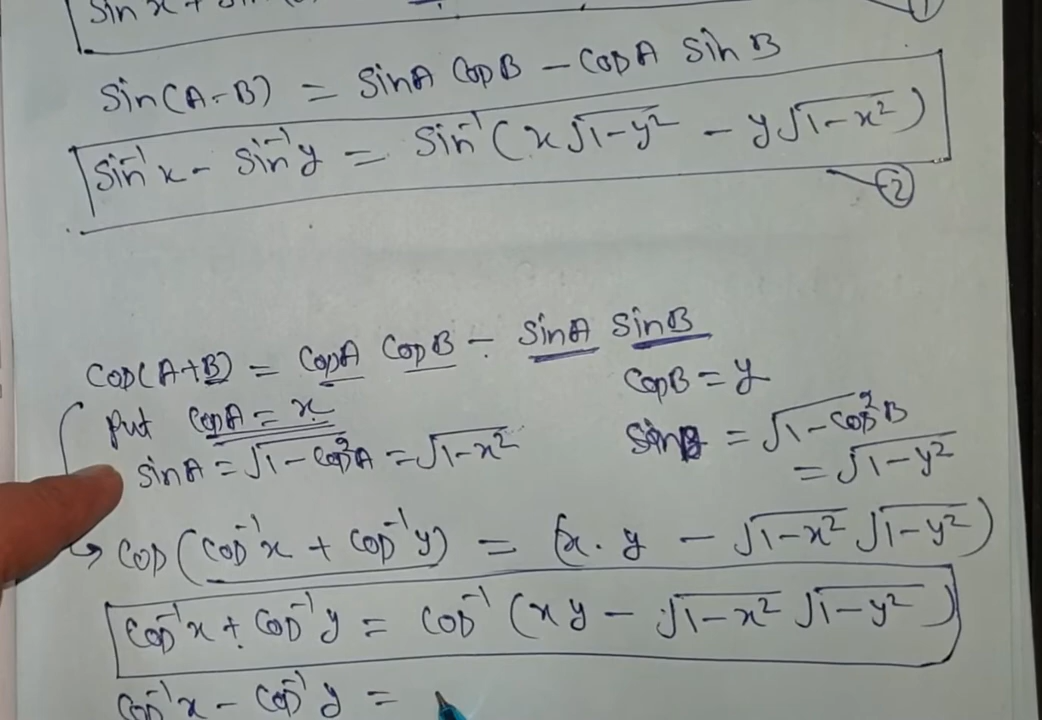 sin x +
①
Sin(A-B) = SinA CosB - CosA Sin B
Sin⁻¹x - Sin⁻¹y = Sin⁻¹(x√1-y² - y√1-x²)
②
Cos(A+B) = CosA CosB - SinA SinB
Put CosA = x CosB = y
SinA = √1-Cos²A = √1-x² SinB = √1-Cos²B
= √1-y²
Cos(Cos⁻¹x + Cos⁻¹y) = (x.y - √1-x² √1-y²)
Cos⁻¹x + Cos⁻¹y = Cos⁻¹(xy - √1-x² √1-y²)
Cos⁻¹x - Cos⁻¹y =